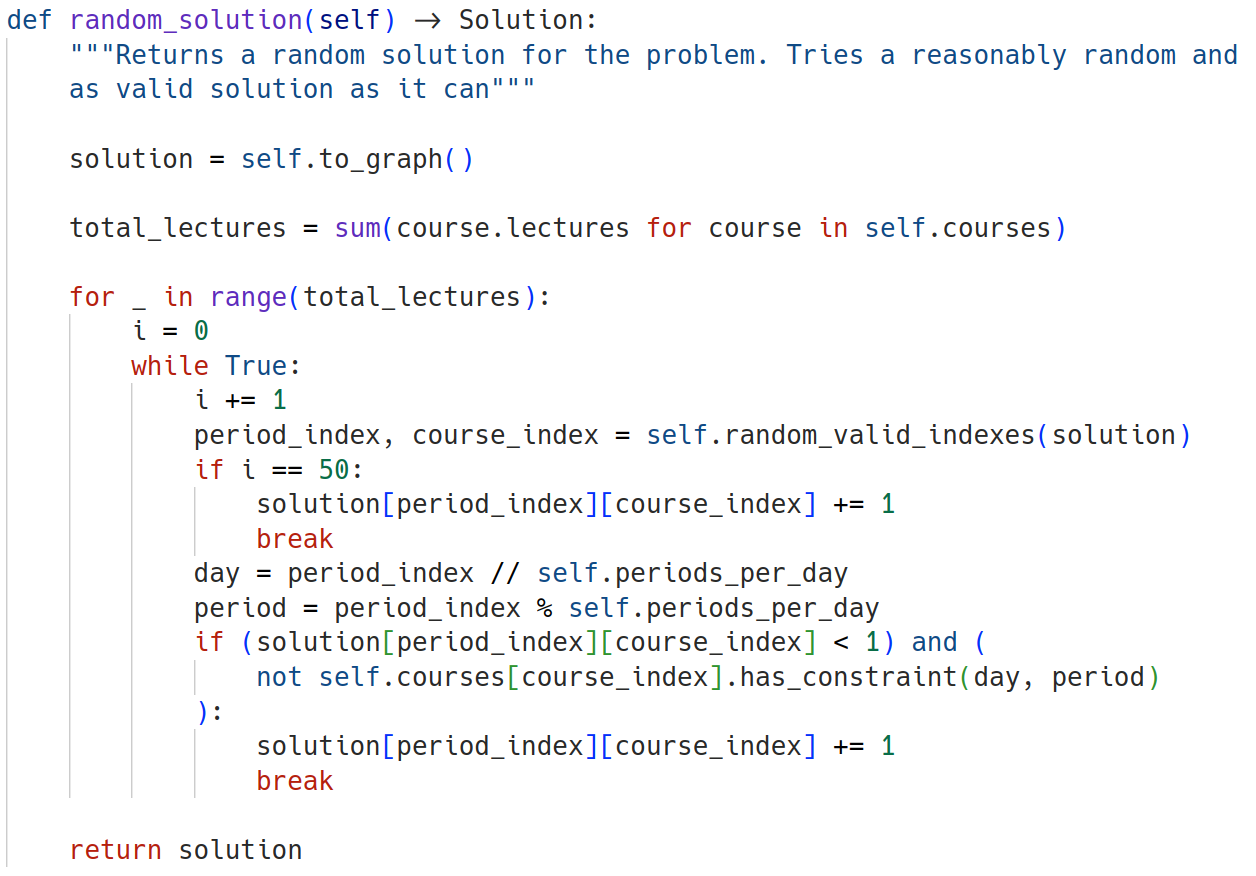 def random_solution(self) → Solution:
    """Returns a random solution for the problem. Tries a reasonably random and
    as valid solution as it can"""

    solution = self.to_graph()

    total_lectures = sum(course.lectures for course in self.courses)

    for _ in range(total_lectures):
        i = 0
        while True:
            i += 1
            period_index, course_index = self.random_valid_indexes(solution)
            if i == 50:
                solution[period_index][course_index] += 1
                break
            day = period_index // self.periods_per_day
            period = period_index % self.periods_per_day
            if (solution[period_index][course_index] < 1) and (
                not self.courses[course_index].has_constraint(day, period)
            ):
                solution[period_index][course_index] += 1
                break

    return solution